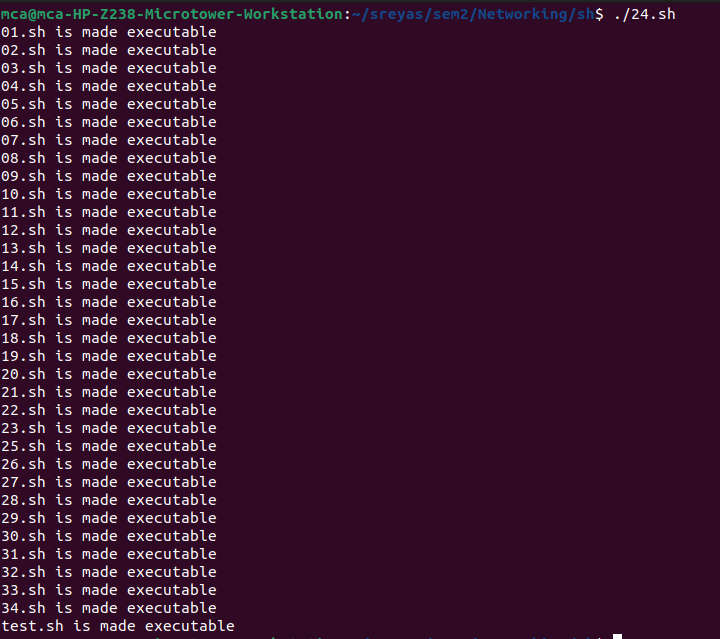 mca@mca-HP-Z238-Microtower-Workstation:~/sreyas/sem2/Networking/sh$ ./24.sh
01.sh is made executable
02.sh is made executable
03.sh is made executable
04.sh is made executable
05.sh is made executable
06.sh is made executable
07.sh is made executable
08.sh is made executable
09.sh is made executable
10.sh is made executable
11.sh is made executable
12.sh is made executable
13.sh is made executable
14.sh is made executable
15.sh is made executable
16.sh is made executable
17.sh is made executable
18.sh is made executable
19.sh is made executable
20.sh is made executable
21.sh is made executable
22.sh is made executable
23.sh is made executable
25.sh is made executable
26.sh is made executable
27.sh is made executable
28.sh is made executable
29.sh is made executable
30.sh is made executable
31.sh is made executable
32.sh is made executable
33.sh is made executable
34.sh is made executable
test.sh is made executable